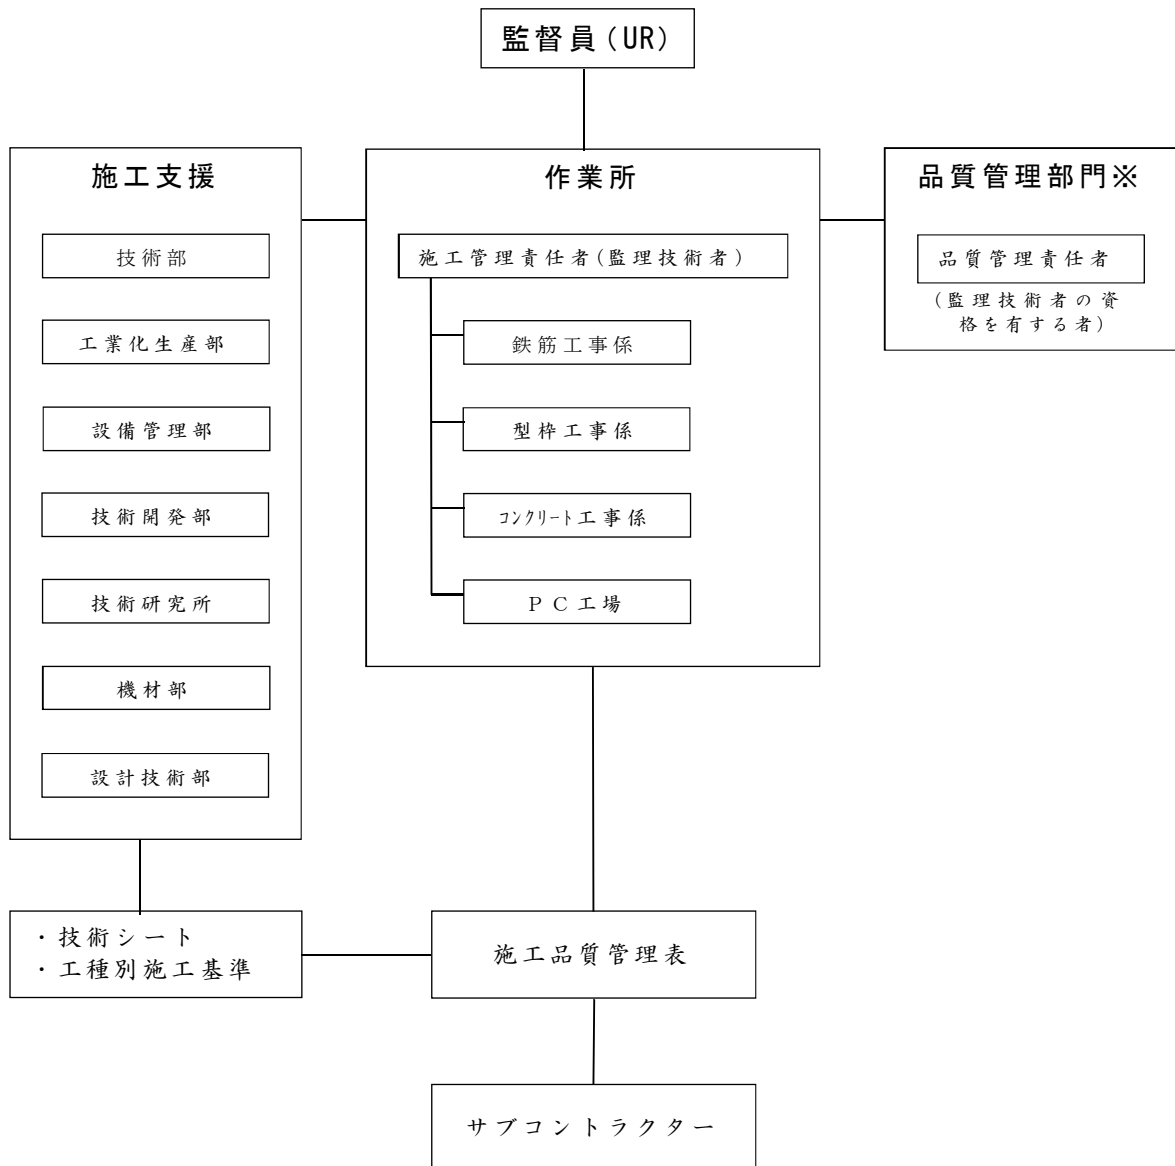 監督員(UR)
施工支援
技術部
工業化生産部
設備管理部
技術開発部
技術研究所
機材部
設計技術部
作業所
施工管理責任者(監理技術者)
鉄筋工事係
型枠工事係
コンクリート工事係
PC工場
品質管理部門※
品質管理責任者
(監理技術者の資
格を有する者)
・技術シート
・工種別施工基準
施工品質管理表
サブコントラクター